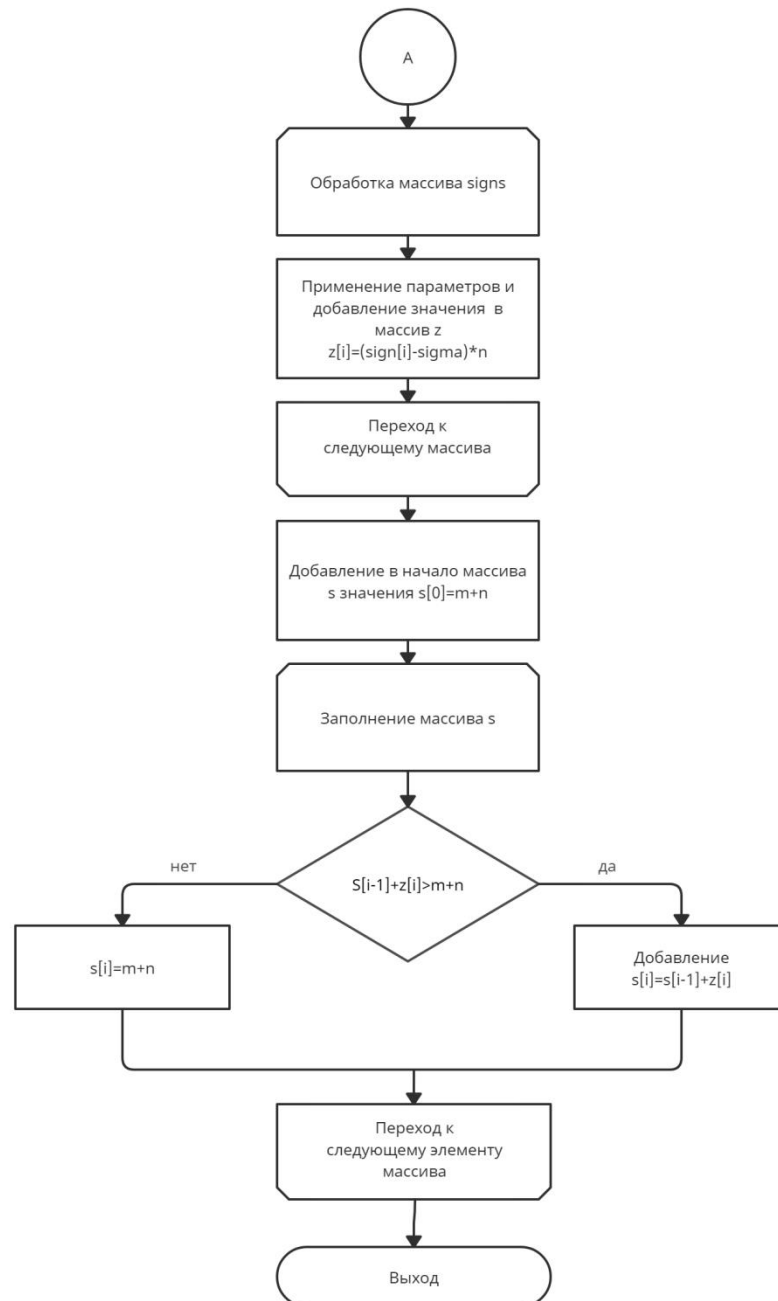 А
Обработка массива signs
Применение параметров и
добавление значения в
массив z
z[i]=(sign[i]-sigma)*n
Переход к
следующему массива
Добавление в начало массива
s значения s[0]=m+n
Заполнение массива s
S[i-1]+z[i]>m+n
нет
да
s[i]=m+n
Добавление
s[i]=s[i-1]+z[i]
Переход к
следующему элементу
массива
Выход